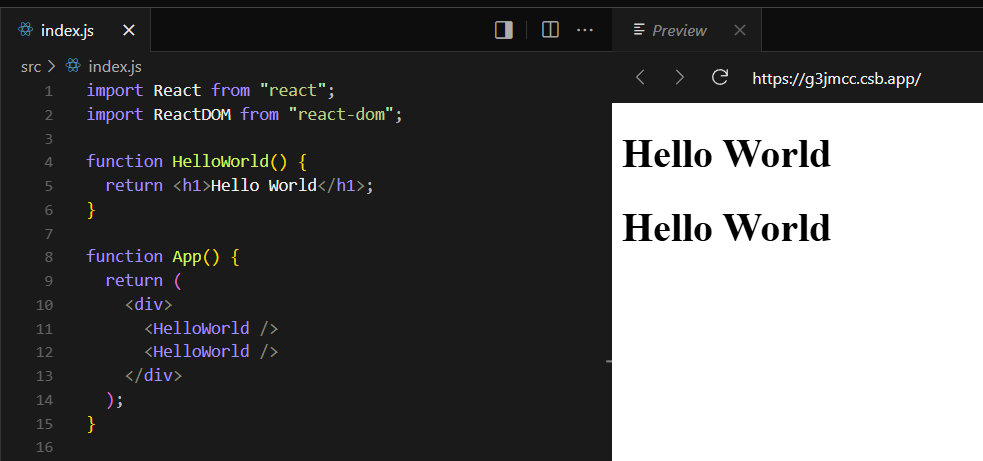 index.js
Preview
src > index.js
https://g3jmcc.csb.app/
1 import React from "react";
2 import ReactDOM from "react-dom";
3
4 function HelloWorld() {
5   return <h1>Hello World</h1>;
6 }
7
8 function App() {
9   return (
10     <div>
11       <HelloWorld />
12       <HelloWorld />
13     </div>
14   );
15 }
16
Hello World
Hello World